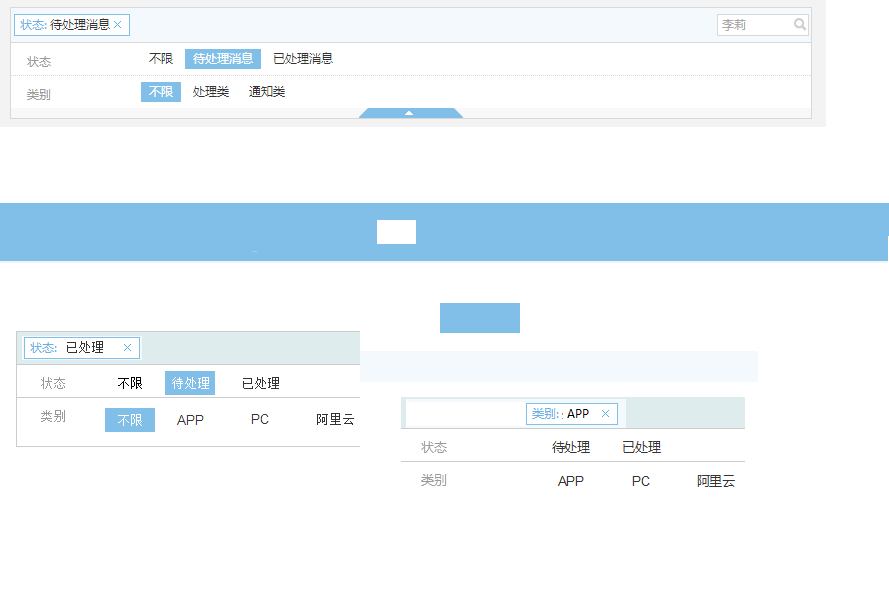 状态: 待处理消息 × 李莉
状态 不限 待处理消息 已处理消息
类别 不限 处理类 通知类
状态: 已处理 ×
状态 不限 待处理 已处理
类别 不限 APP PC 阿里云
类别: : APP ×
状态 待处理 已处理
类别 APP PC 阿里云